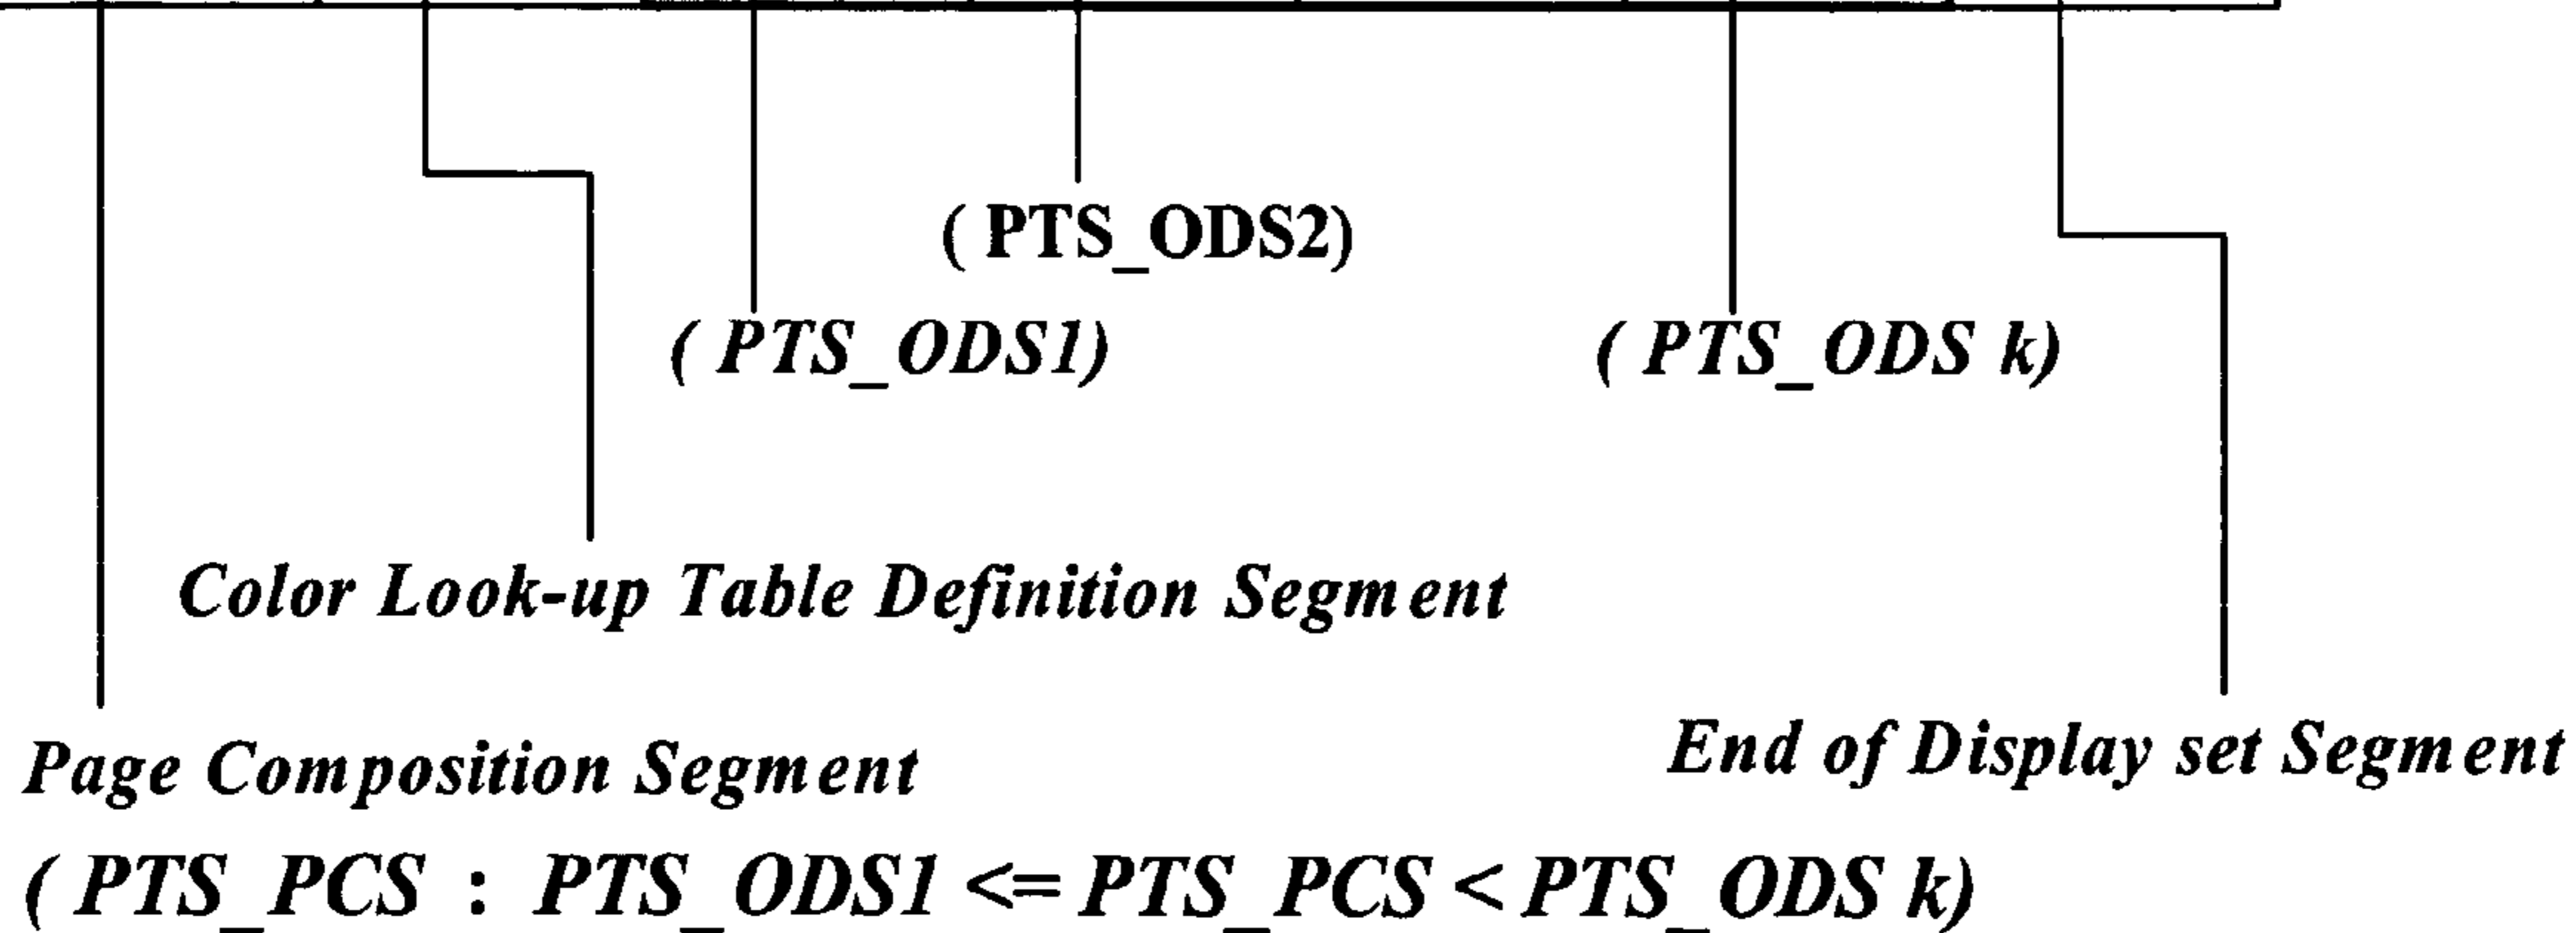 ( PTS_ODS2)
( PTS_ODS1)
( PTS_ODS k)
Color Look-up Table Definition Segment
Page Composition Segment
End of Display set Segment
( PTS_PCS : PTS_ODS1 <= PTS_PCS < PTS_ODS k)